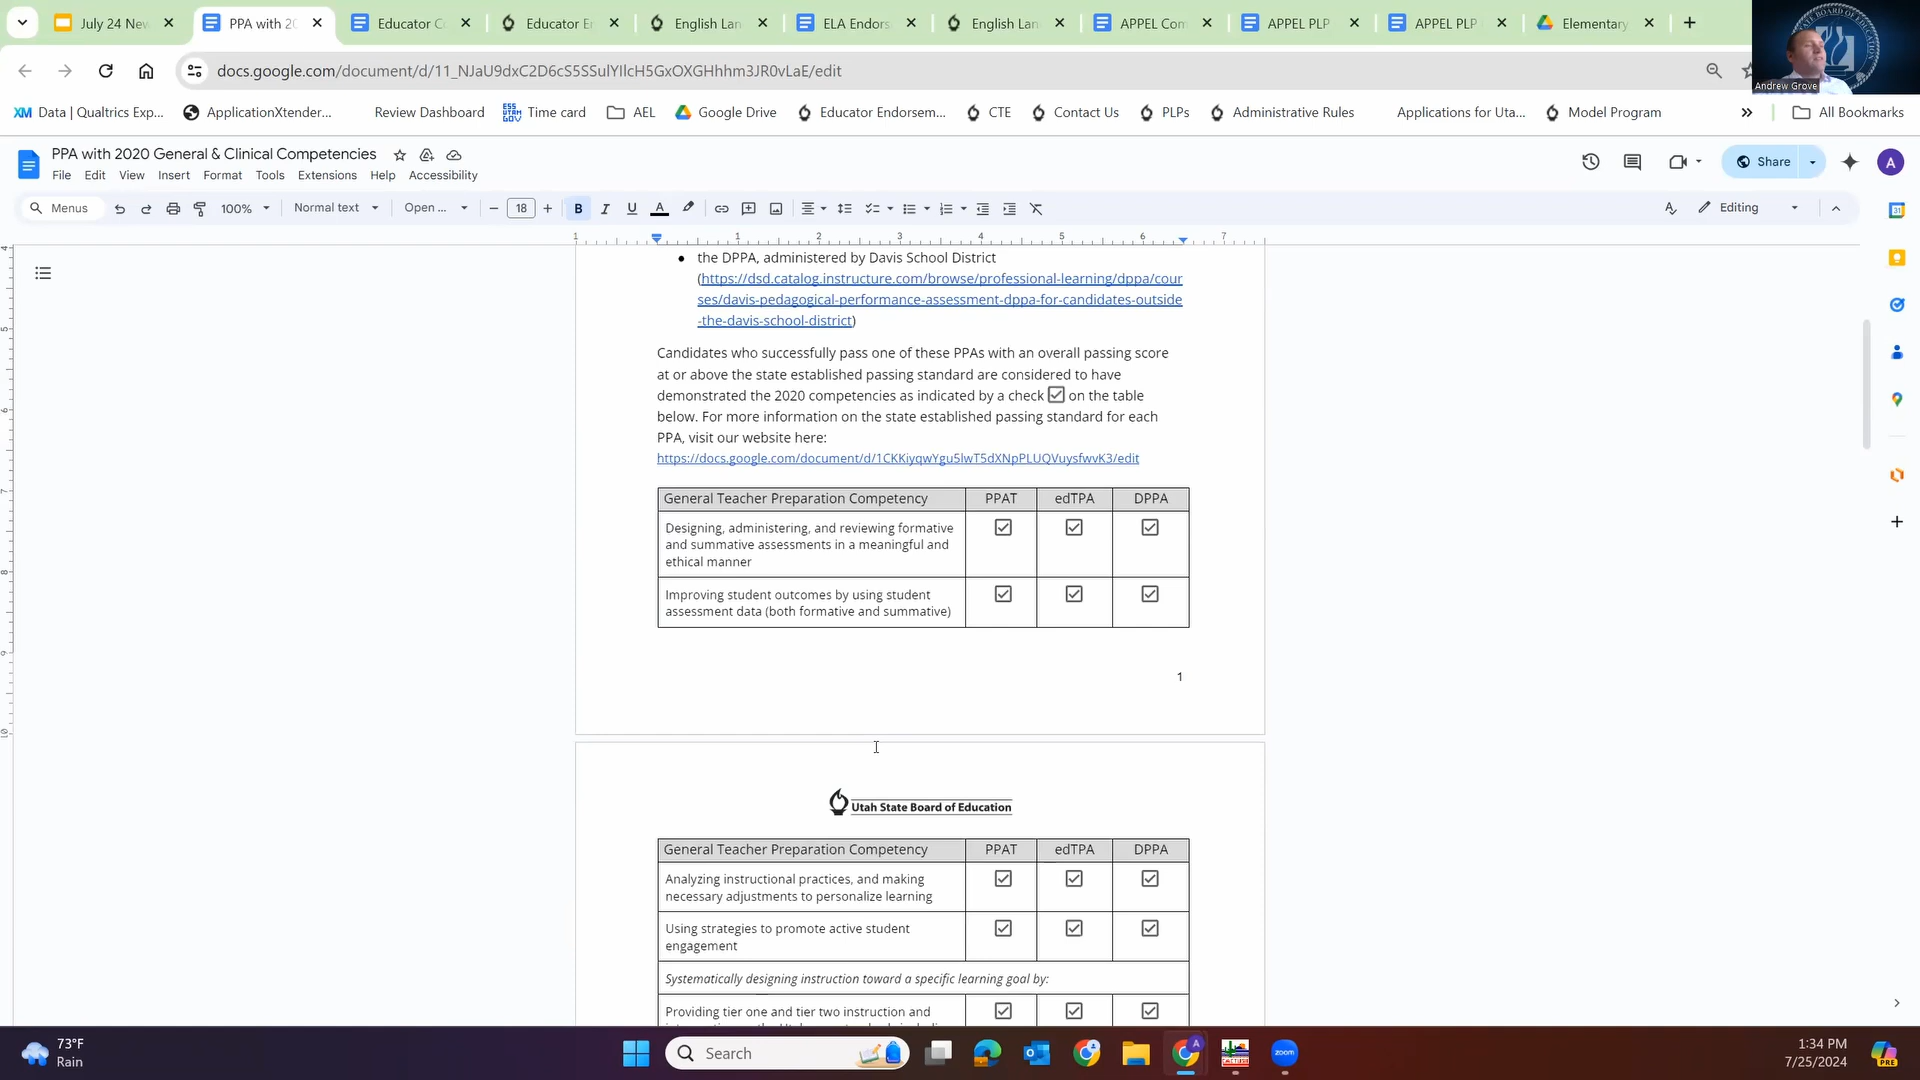 July 24 New
PPA with 20
Educator C
Educator E
English Lan
ELA Endors
English Lan
APPEL Com
APPEL PLP
APPEL PLP
Elementary
docs.google.com/document/d/11_NJaU9dxC2D6cS5SSulYIlcH5GxOXGHhhm3JR0vLaE/edit
Andrew Grove
Data | Qualtrics Exp...
ApplicationXtender...
Review Dashboard
Time card
AEL
Google Drive
Educator Endorsem...
CTE
Contact Us
PLPs
Administrative Rules
Applications for Uta...
Model Program
All Bookmarks
PPA with 2020 General & Clinical Competencies
File Edit View Insert Format Tools Extensions Help Accessibility
Share
A
Menus
100%
Normal text
Open ...
18
Editing
1 1 2 3 4 5 6 7
the DPPA, administered by Davis School District
(https://dsd.catalog.instructure.com/browse/professional-learning/dppa/cour
ses/davis-pedagogical-performance-assessment-dppa-for-candidates-outside
-the-davis-school-district)
Candidates who successfully pass one of these PPAs with an overall passing score
at or above the state established passing standard are considered to have
demonstrated the 2020 competencies as indicated by a check ☑ on the table
below. For more information on the state established passing standard for each
PPA, visit our website here:
https://docs.google.com/document/d/1CKKiyqwYgu5lwT5dXNpPLUQVuysfwvK3/edit
General Teacher Preparation Competency PPAT edTPA DPPA
Designing, administering, and reviewing formative
and summative assessments in a meaningful and
ethical manner
Improving student outcomes by using student
assessment data (both formative and summative)
1
Utah State Board of Education
General Teacher Preparation Competency PPAT edTPA DPPA
Analyzing instructional practices, and making
necessary adjustments to personalize learning
Using strategies to promote active student
engagement
Systematically designing instruction toward a specific learning goal by:
Providing tier one and tier two instruction and
73°F
Rain
Search
zoom
1:34 PM
7/25/2024